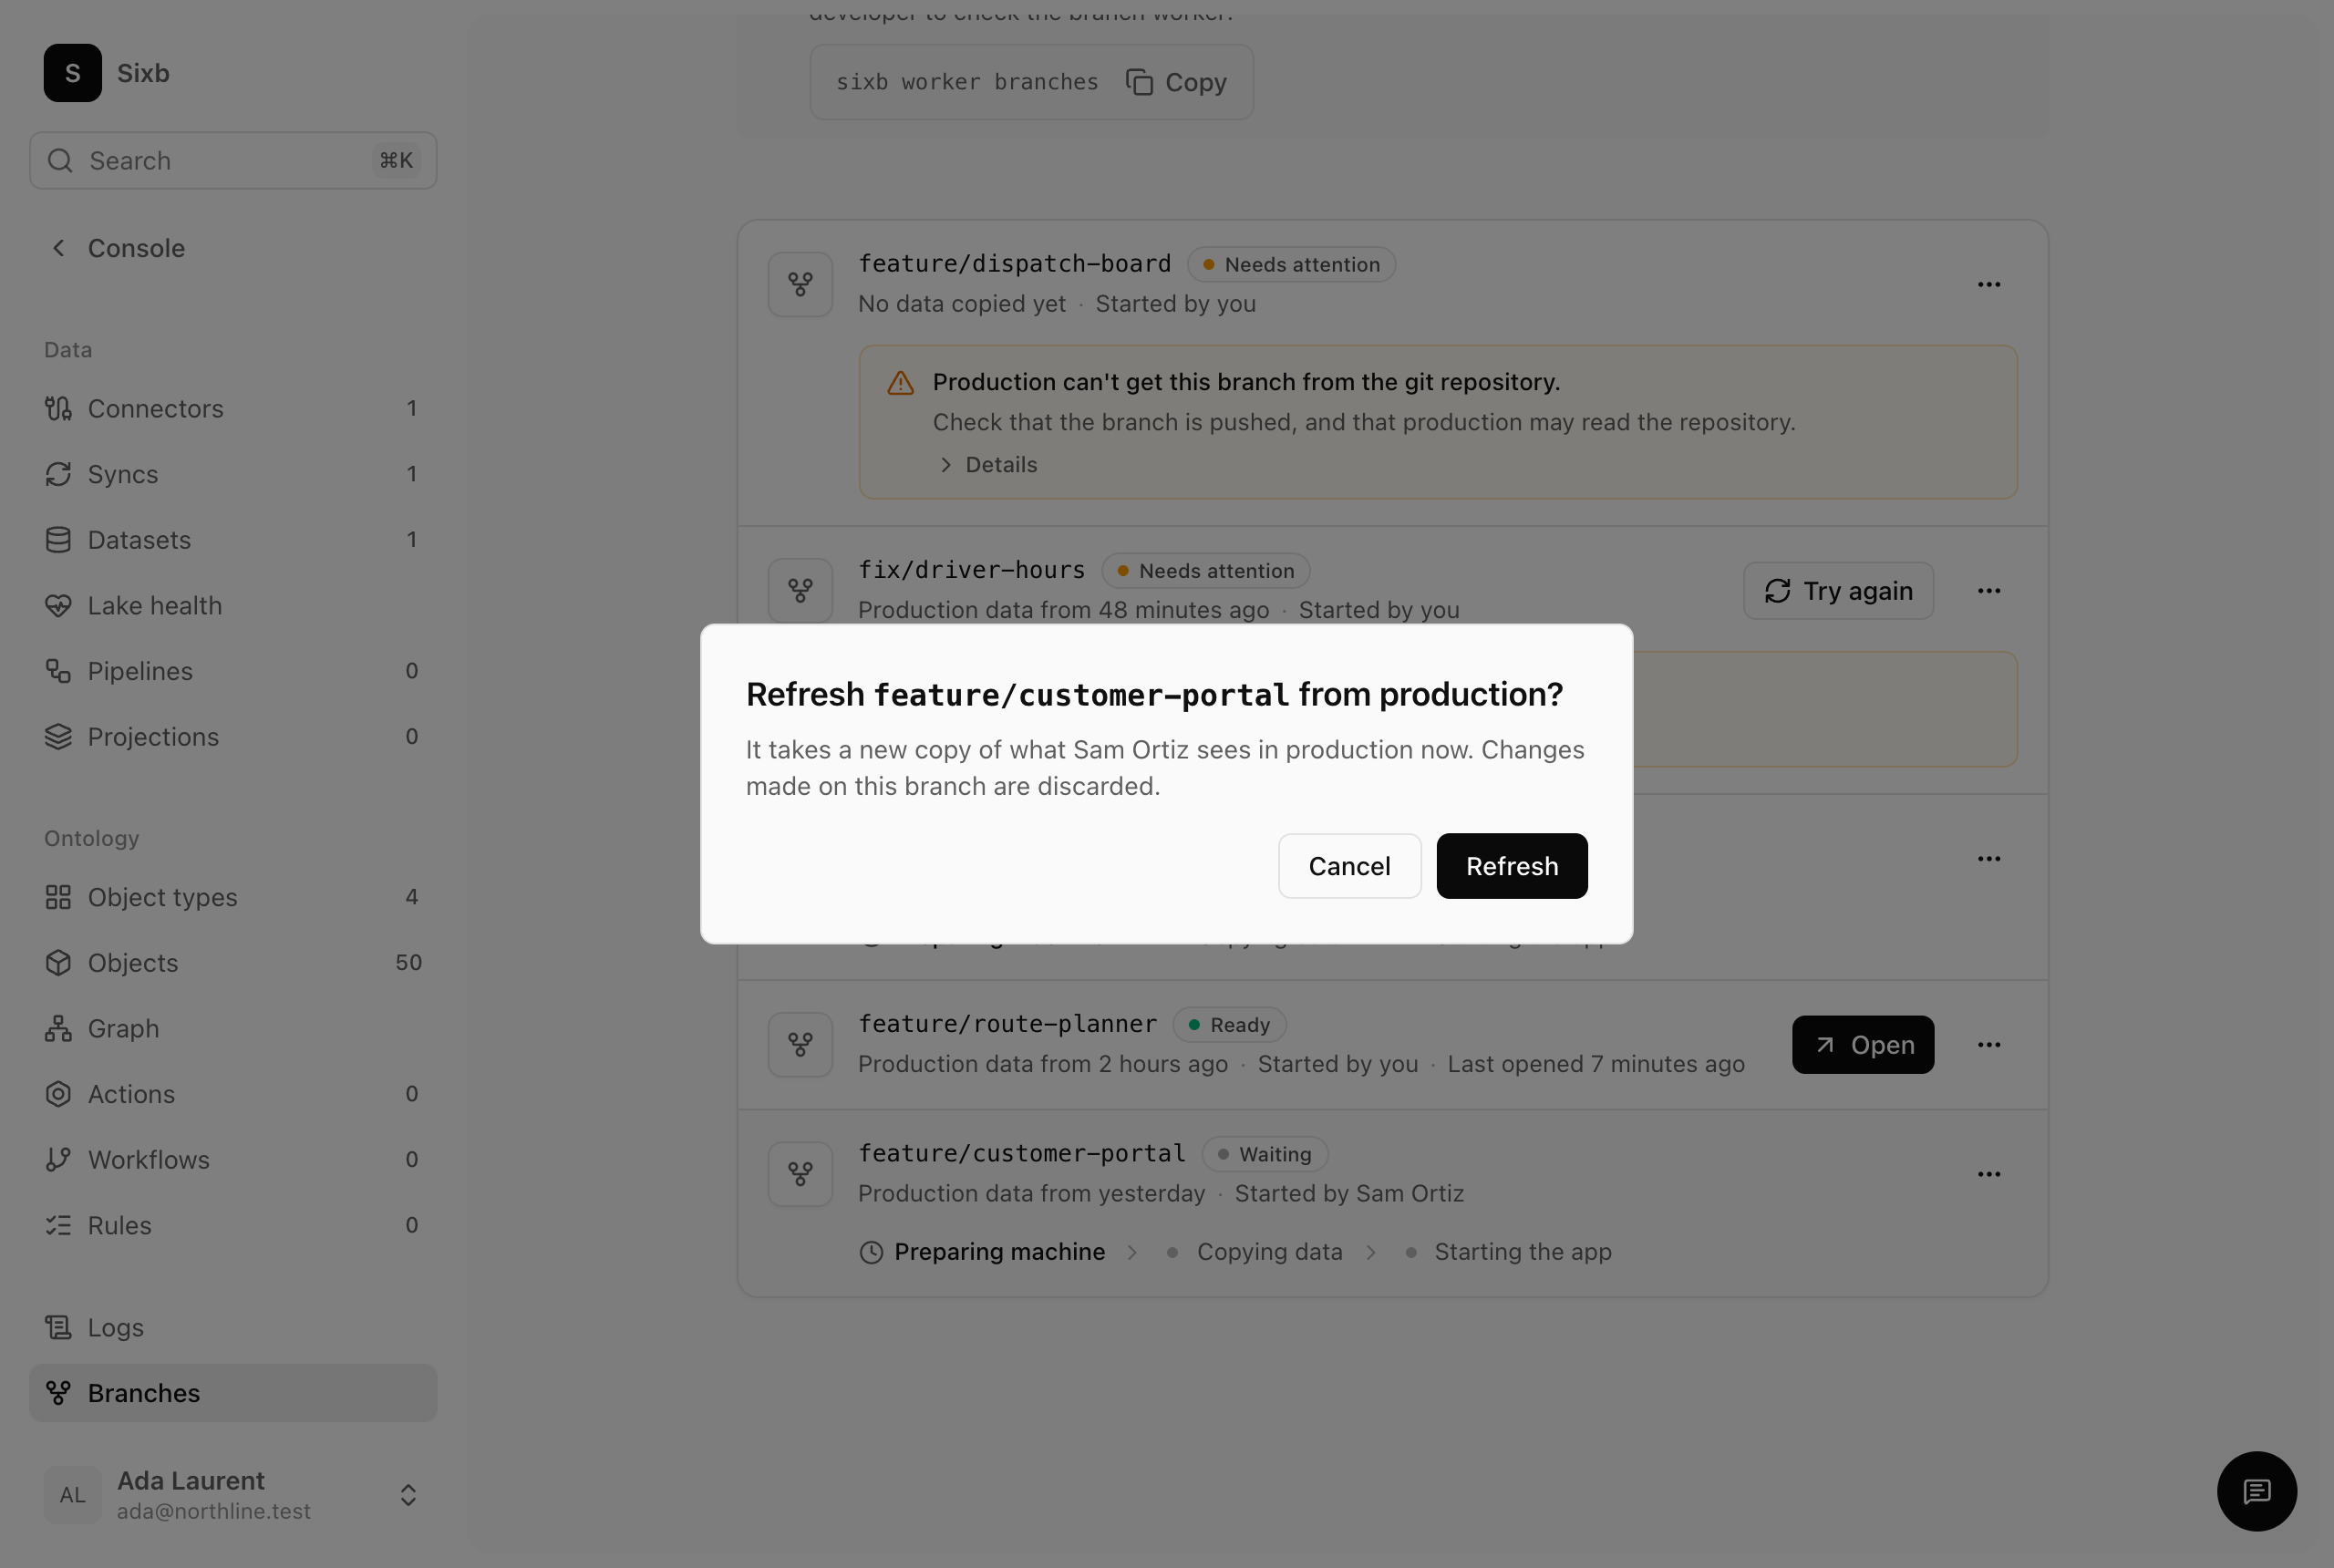 S Sixb
Search ⌘K
Console
Data
Connectors 1
Syncs 1
Datasets 1
Lake health
Pipelines 0
Projections 0
Ontology
Object types 4
Objects 50
Graph
Actions 0
Workflows 0
Rules 0
Logs
Branches
AL Ada Laurent
ada@northline.test
developer to check the branch worker.
sixb worker branches Copy
feature/dispatch-board Needs attention
No data copied yet · Started by you
Production can't get this branch from the git repository.
Check that the branch is pushed, and that production may read the repository.
Details
fix/driver-hours Needs attention
Production data from 48 minutes ago · Started by you
Try again
Refresh feature/customer-portal from production?
It takes a new copy of what Sam Ortiz sees in production now. Changes
made on this branch are discarded.
Cancel Refresh
feature/route-planner Ready
Production data from 2 hours ago · Started by you · Last opened 7 minutes ago
Open
feature/customer-portal Waiting
Production data from yesterday · Started by Sam Ortiz
Preparing machine Copying data Starting the app